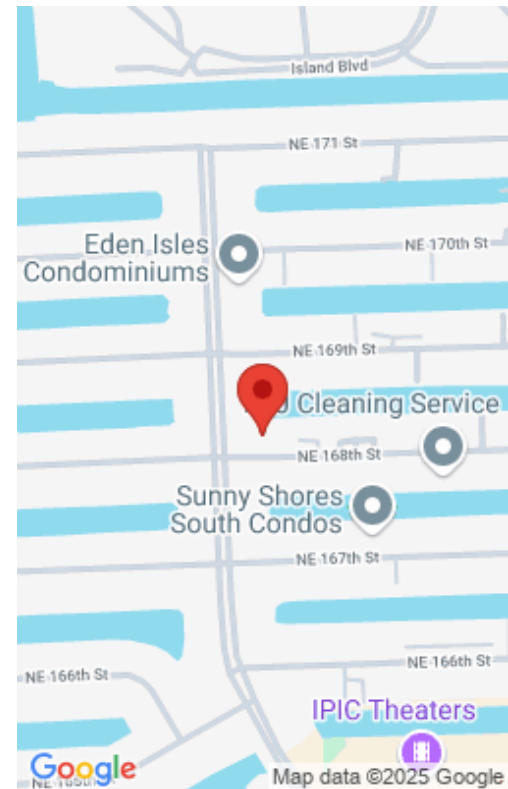 Island Blvd
NE 171 St
Eden Isles
Condominiums
NE 170th St
NE 169th St
Cleaning Service
NE 168th St
Sunny Shores
South Condos
NE 167th St
NE 166th St
NE 166th St
IPIC Theaters
Google
Map data ©2025 Google